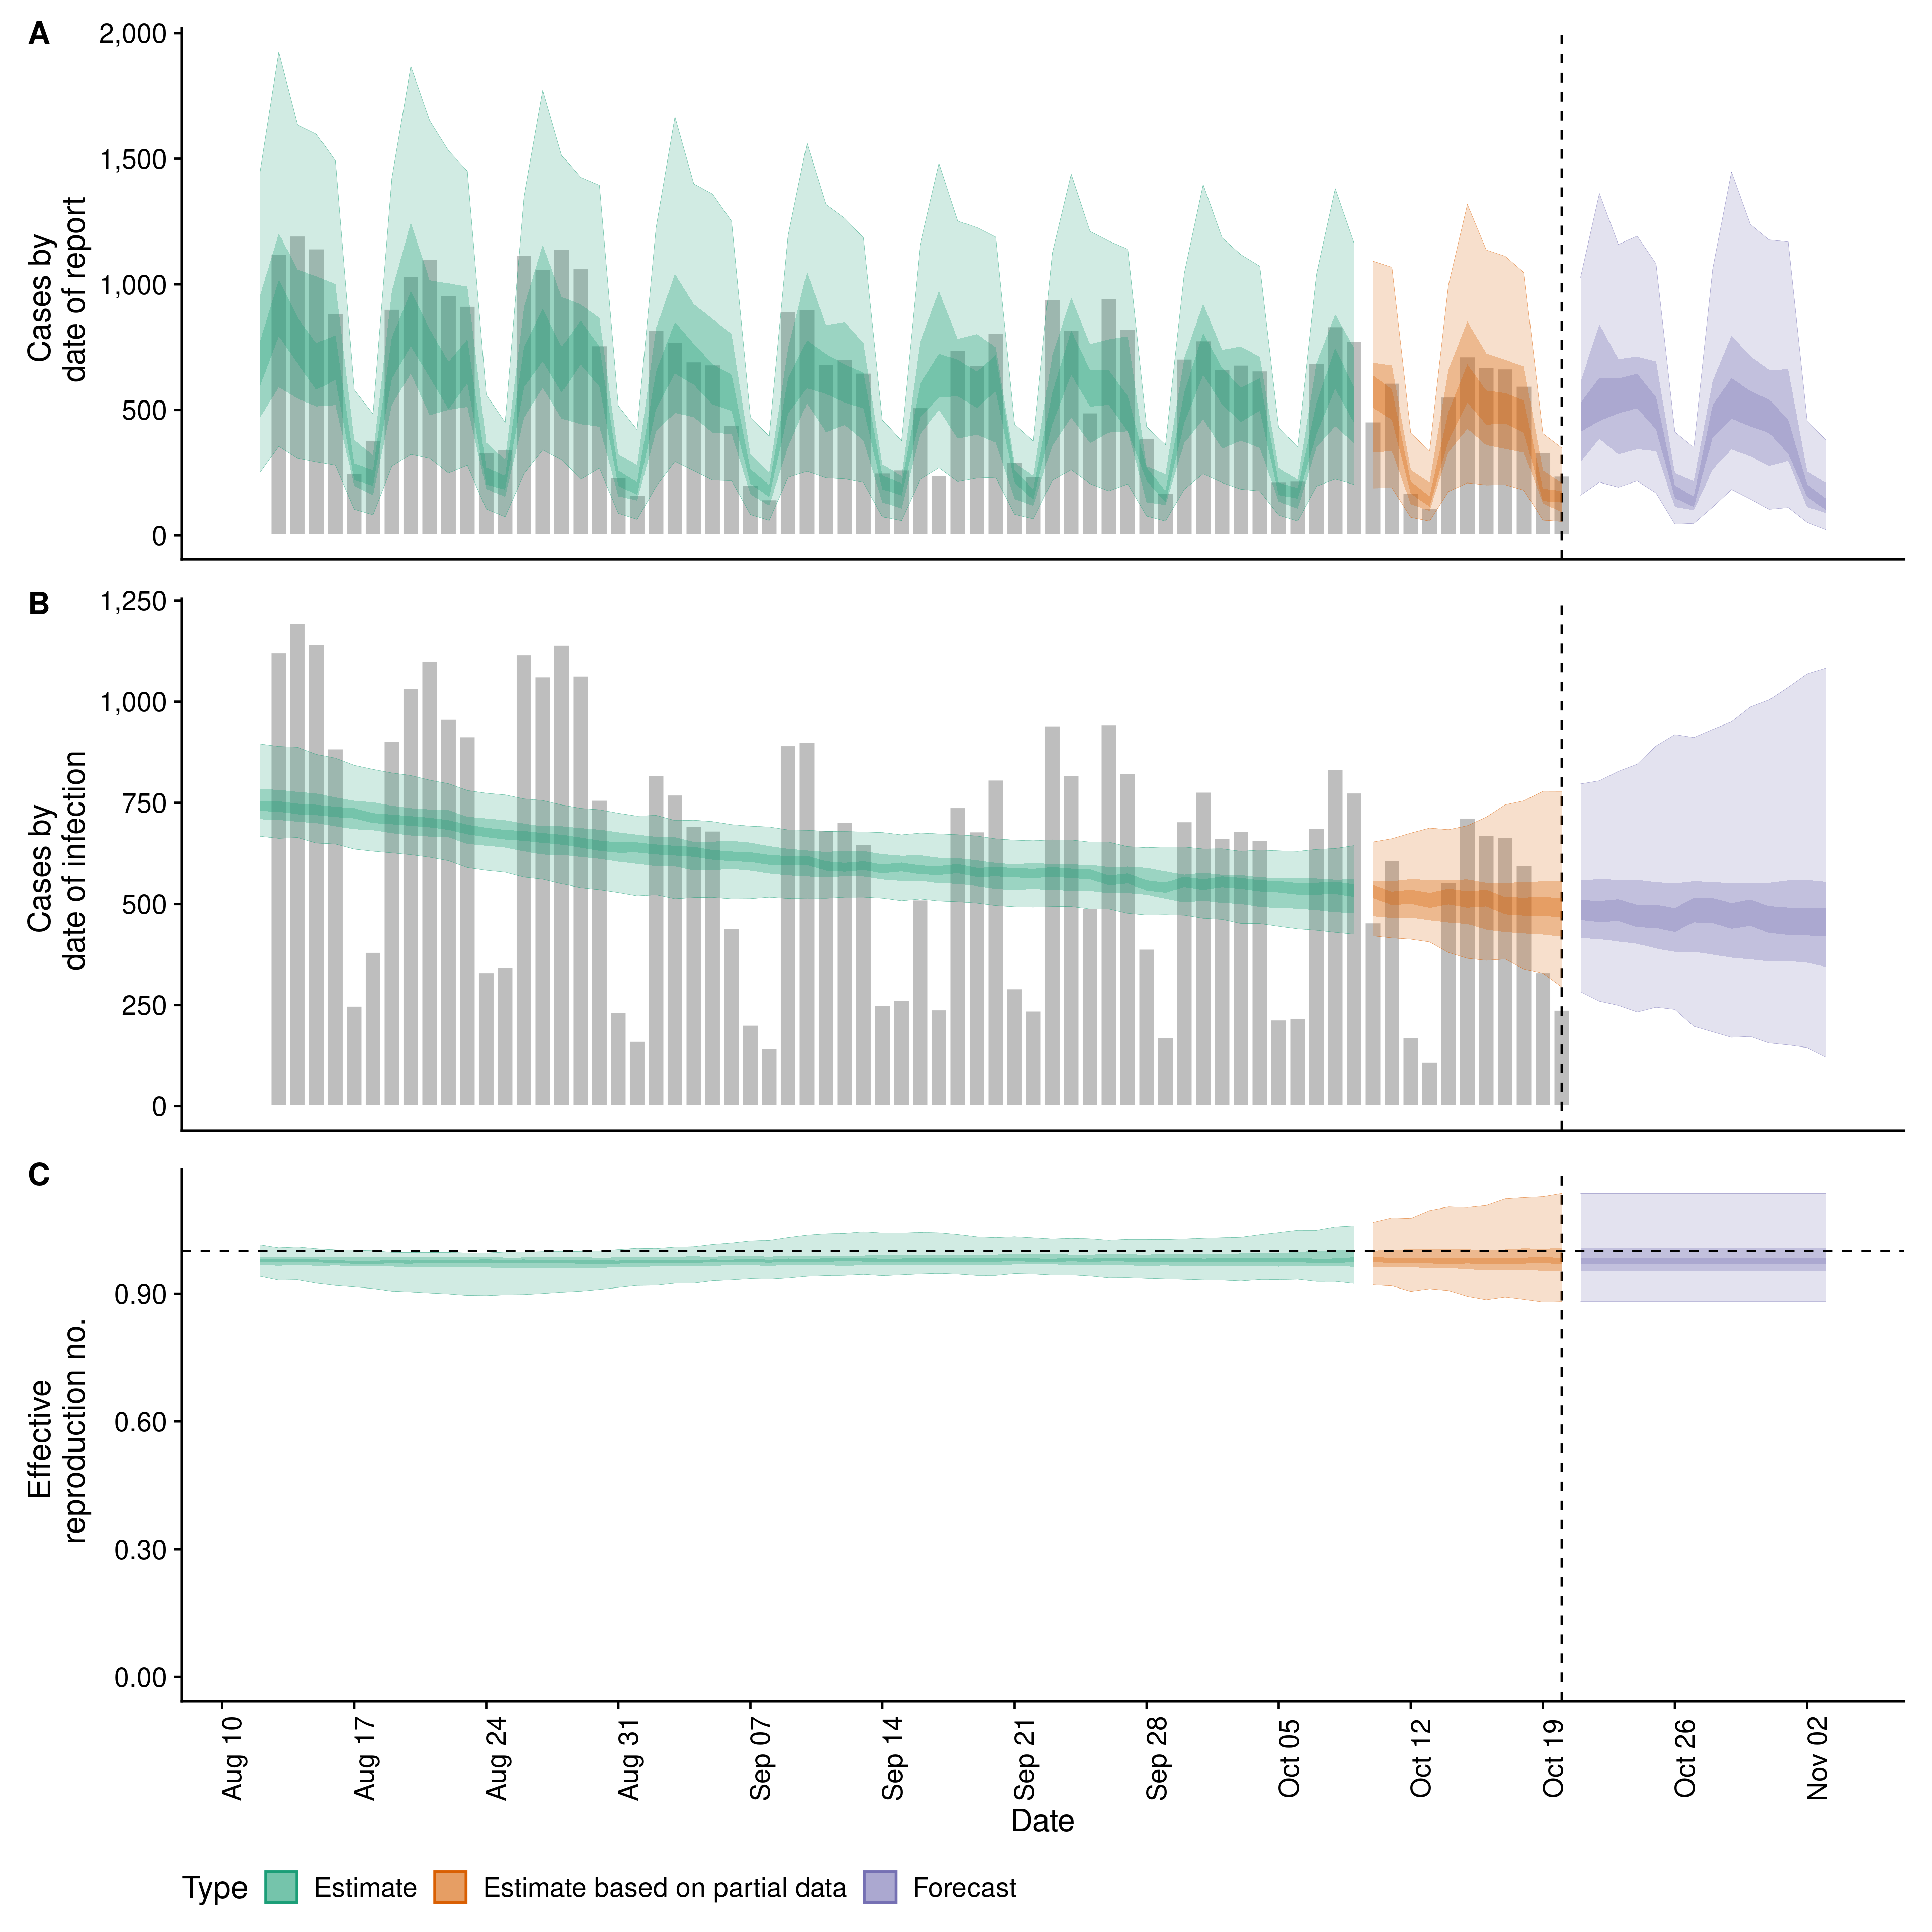 A
2,000
1,500
1,000
500
0
Cases by
date of report
B
1,250
1,000
750
500
250
0
Cases by
date of infection
C
0.90
0.60
0.30
0.00
Effective
reproduction no.
Aug 10
Aug 17
Aug 24
Aug 31
Sep 07
Sep 14
Sep 21
Sep 28
Oct 05
Oct 12
Oct 19
Oct 26
Nov 02
Date
Type
Estimate
Estimate based on partial data
Forecast